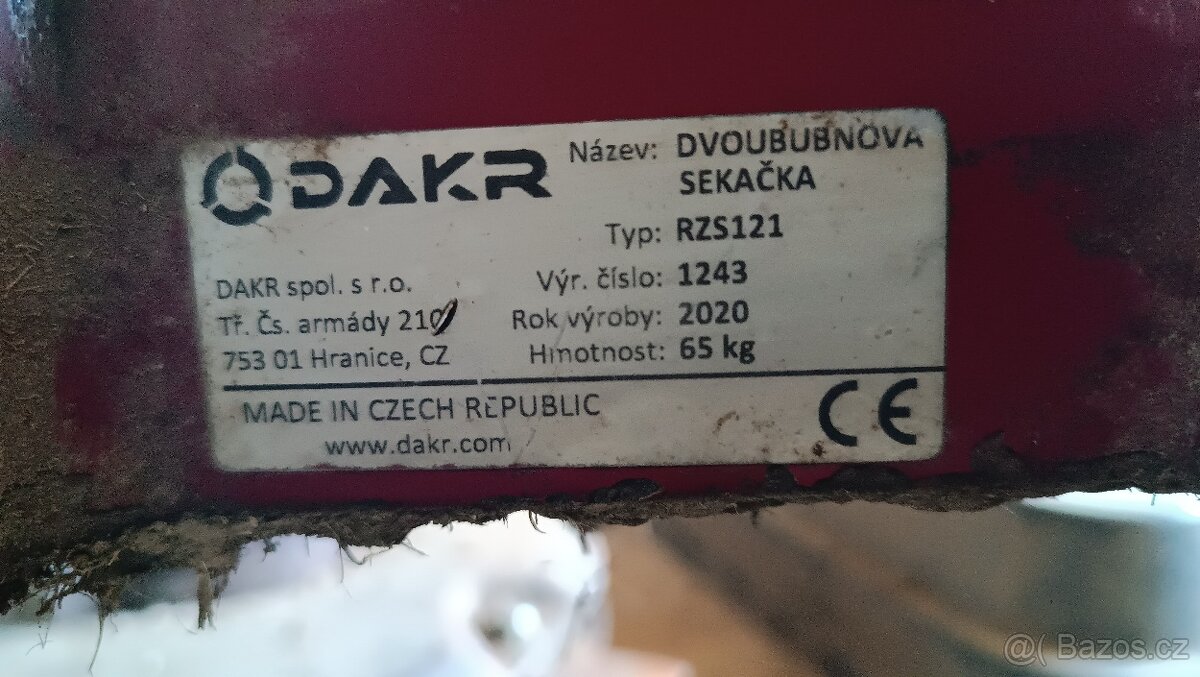 DAKR
Název: DVOUBUBNOVÁ
SEKAČKA
Typ: RZS121
Výr. číslo: 1243
Rok výroby: 2020
Hmotnost: 65 kg
DAKR spol. s r.o.
Tř. Čs. armády
753 01 Hranice, CZ
MADE IN CZECH REPUBLIC
www.dakr.com
CE
@( Bazos.cz